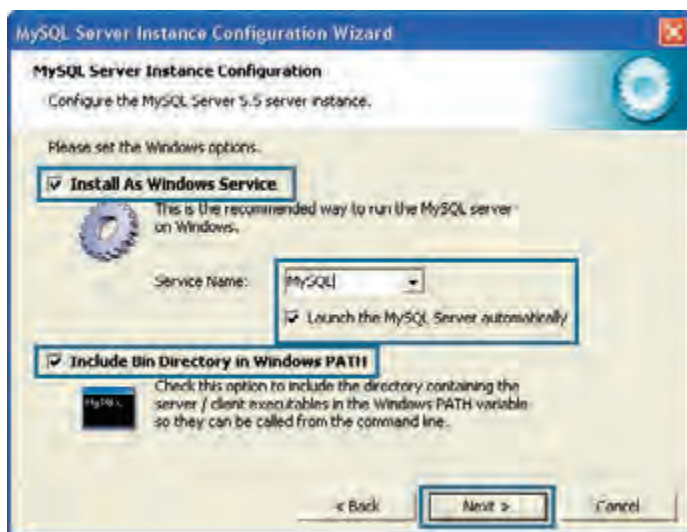 MySQL Server Instance Configuration Wizard
MySQL Server Instance Configuration
Configure the MySQL Server 5.5 server instance.
Please set the Windows options.
Install As Windows Service
This is the recommended way to run the MySQL server
on Windows.
Service Name:
MySQL
Launch the MySQL Server automatically
Include Bin Directory in Windows PATH
Check this option to include the directory containing the
server / client executables in the Windows PATH variable
so they can be called from the command line.
< Back
Next >
Cancel